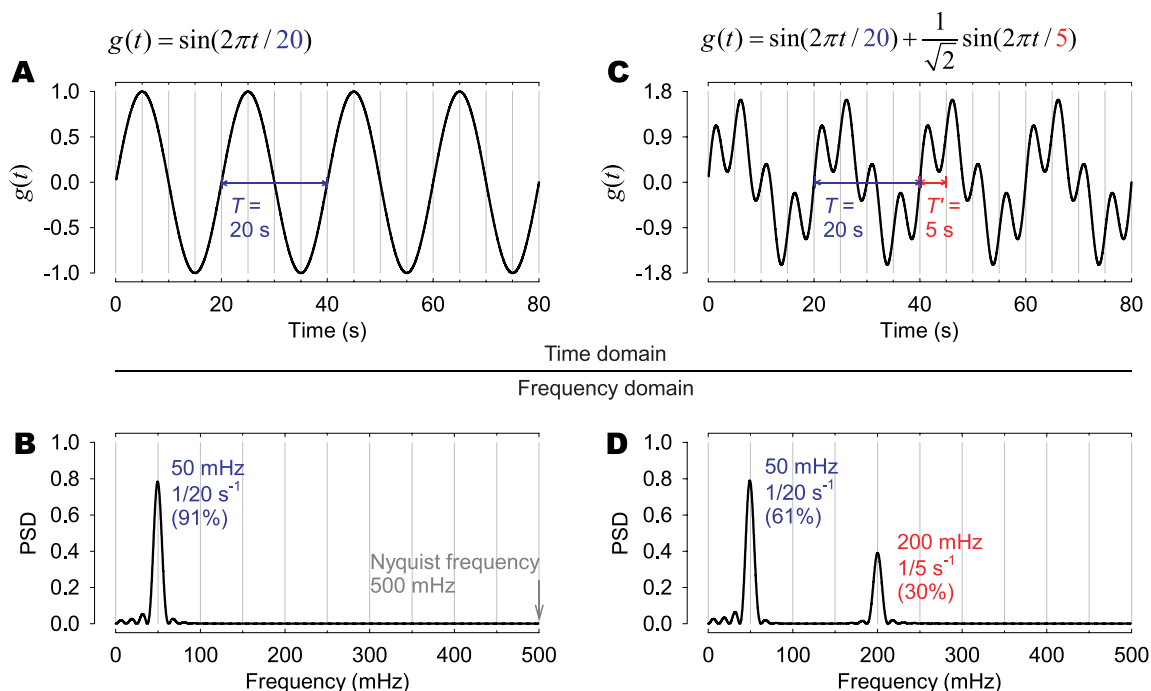 g(t) = sin(2πt/20)
A
1.0
0.5
0.0
-0.5
-1.0
g(t)
T =
20 s
0 20 40 60 80
Time (s)
g(t) = sin(2πt/20) + 1/√2 sin(2πt/5)
C
1.8
0.9
0.0
-0.9
-1.8
g(t)
T =
20 s
T' =
5 s
0 20 40 60 80
Time (s)
Time domain
Frequency domain
B
1.0
0.8
0.6
0.4
0.2
0.0
PSD
50 mHz
1/20 s⁻¹
(91%)
Nyquist frequency
500 mHz
0 100 200 300 400 500
Frequency (mHz)
D
1.0
0.8
0.6
0.4
0.2
0.0
PSD
50 mHz
1/20 s⁻¹
(61%)
200 mHz
1/5 s⁻¹
(30%)
0 100 200 300 400 500
Frequency (mHz)